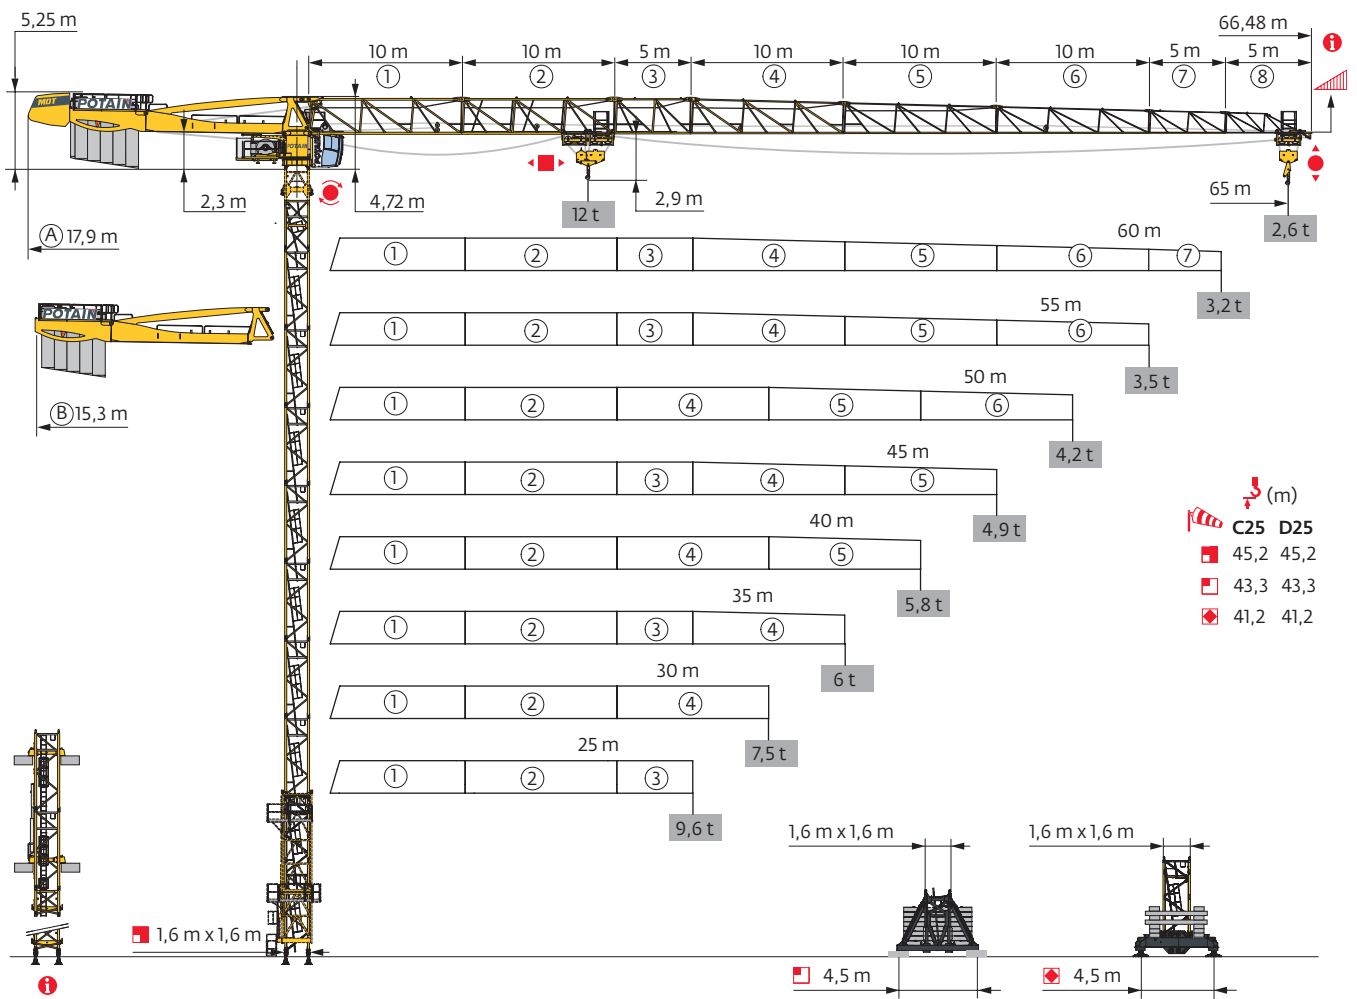 5,25 m
66,48 m
10 m 10 m 5 m 10 m 10 m 10 m 5 m 5 m
1 2 3 4 5 6 7 8
MDT POTAIN
POTAIN
2,3 m
4,72 m
12 t
2,9 m
65 m
2,6 t
A 17,9 m
60 m
1 2 3 4 5 6 7
3,2 t
POTAIN
55 m
1 2 3 4 5 6
3,5 t
B 15,3 m
50 m
1 2 4 5 6
4,2 t
45 m
1 2 3 4 5
4,9 t
(m)
C25 D25
45,2 45,2
43,3 43,3
41,2 41,2
40 m
1 2 4 5
5,8 t
35 m
1 2 3 4
6 t
30 m
1 2 4
7,5 t
25 m
1 2 3
9,6 t
1,6 m x 1,6 m
1,6 m x 1,6 m
1,6 m x 1,6 m
4,5 m
4,5 m
i
i